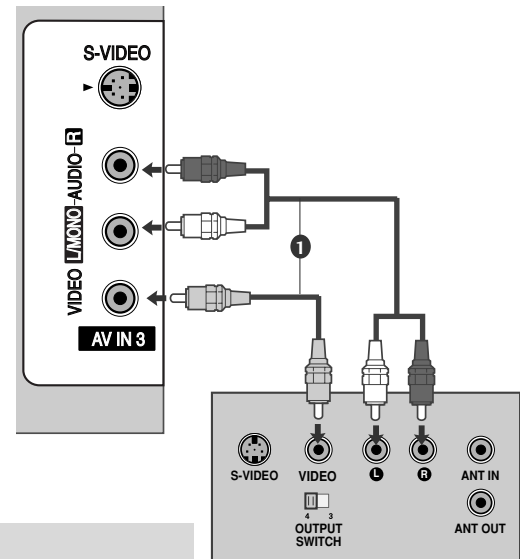 S-VIDEO
VIDEO L/MONO AUDIO R
AV IN 3
1
S-VIDEO
VIDEO
L
R
ANT IN
4 3
OUTPUT
SWITCH
ANT OUT